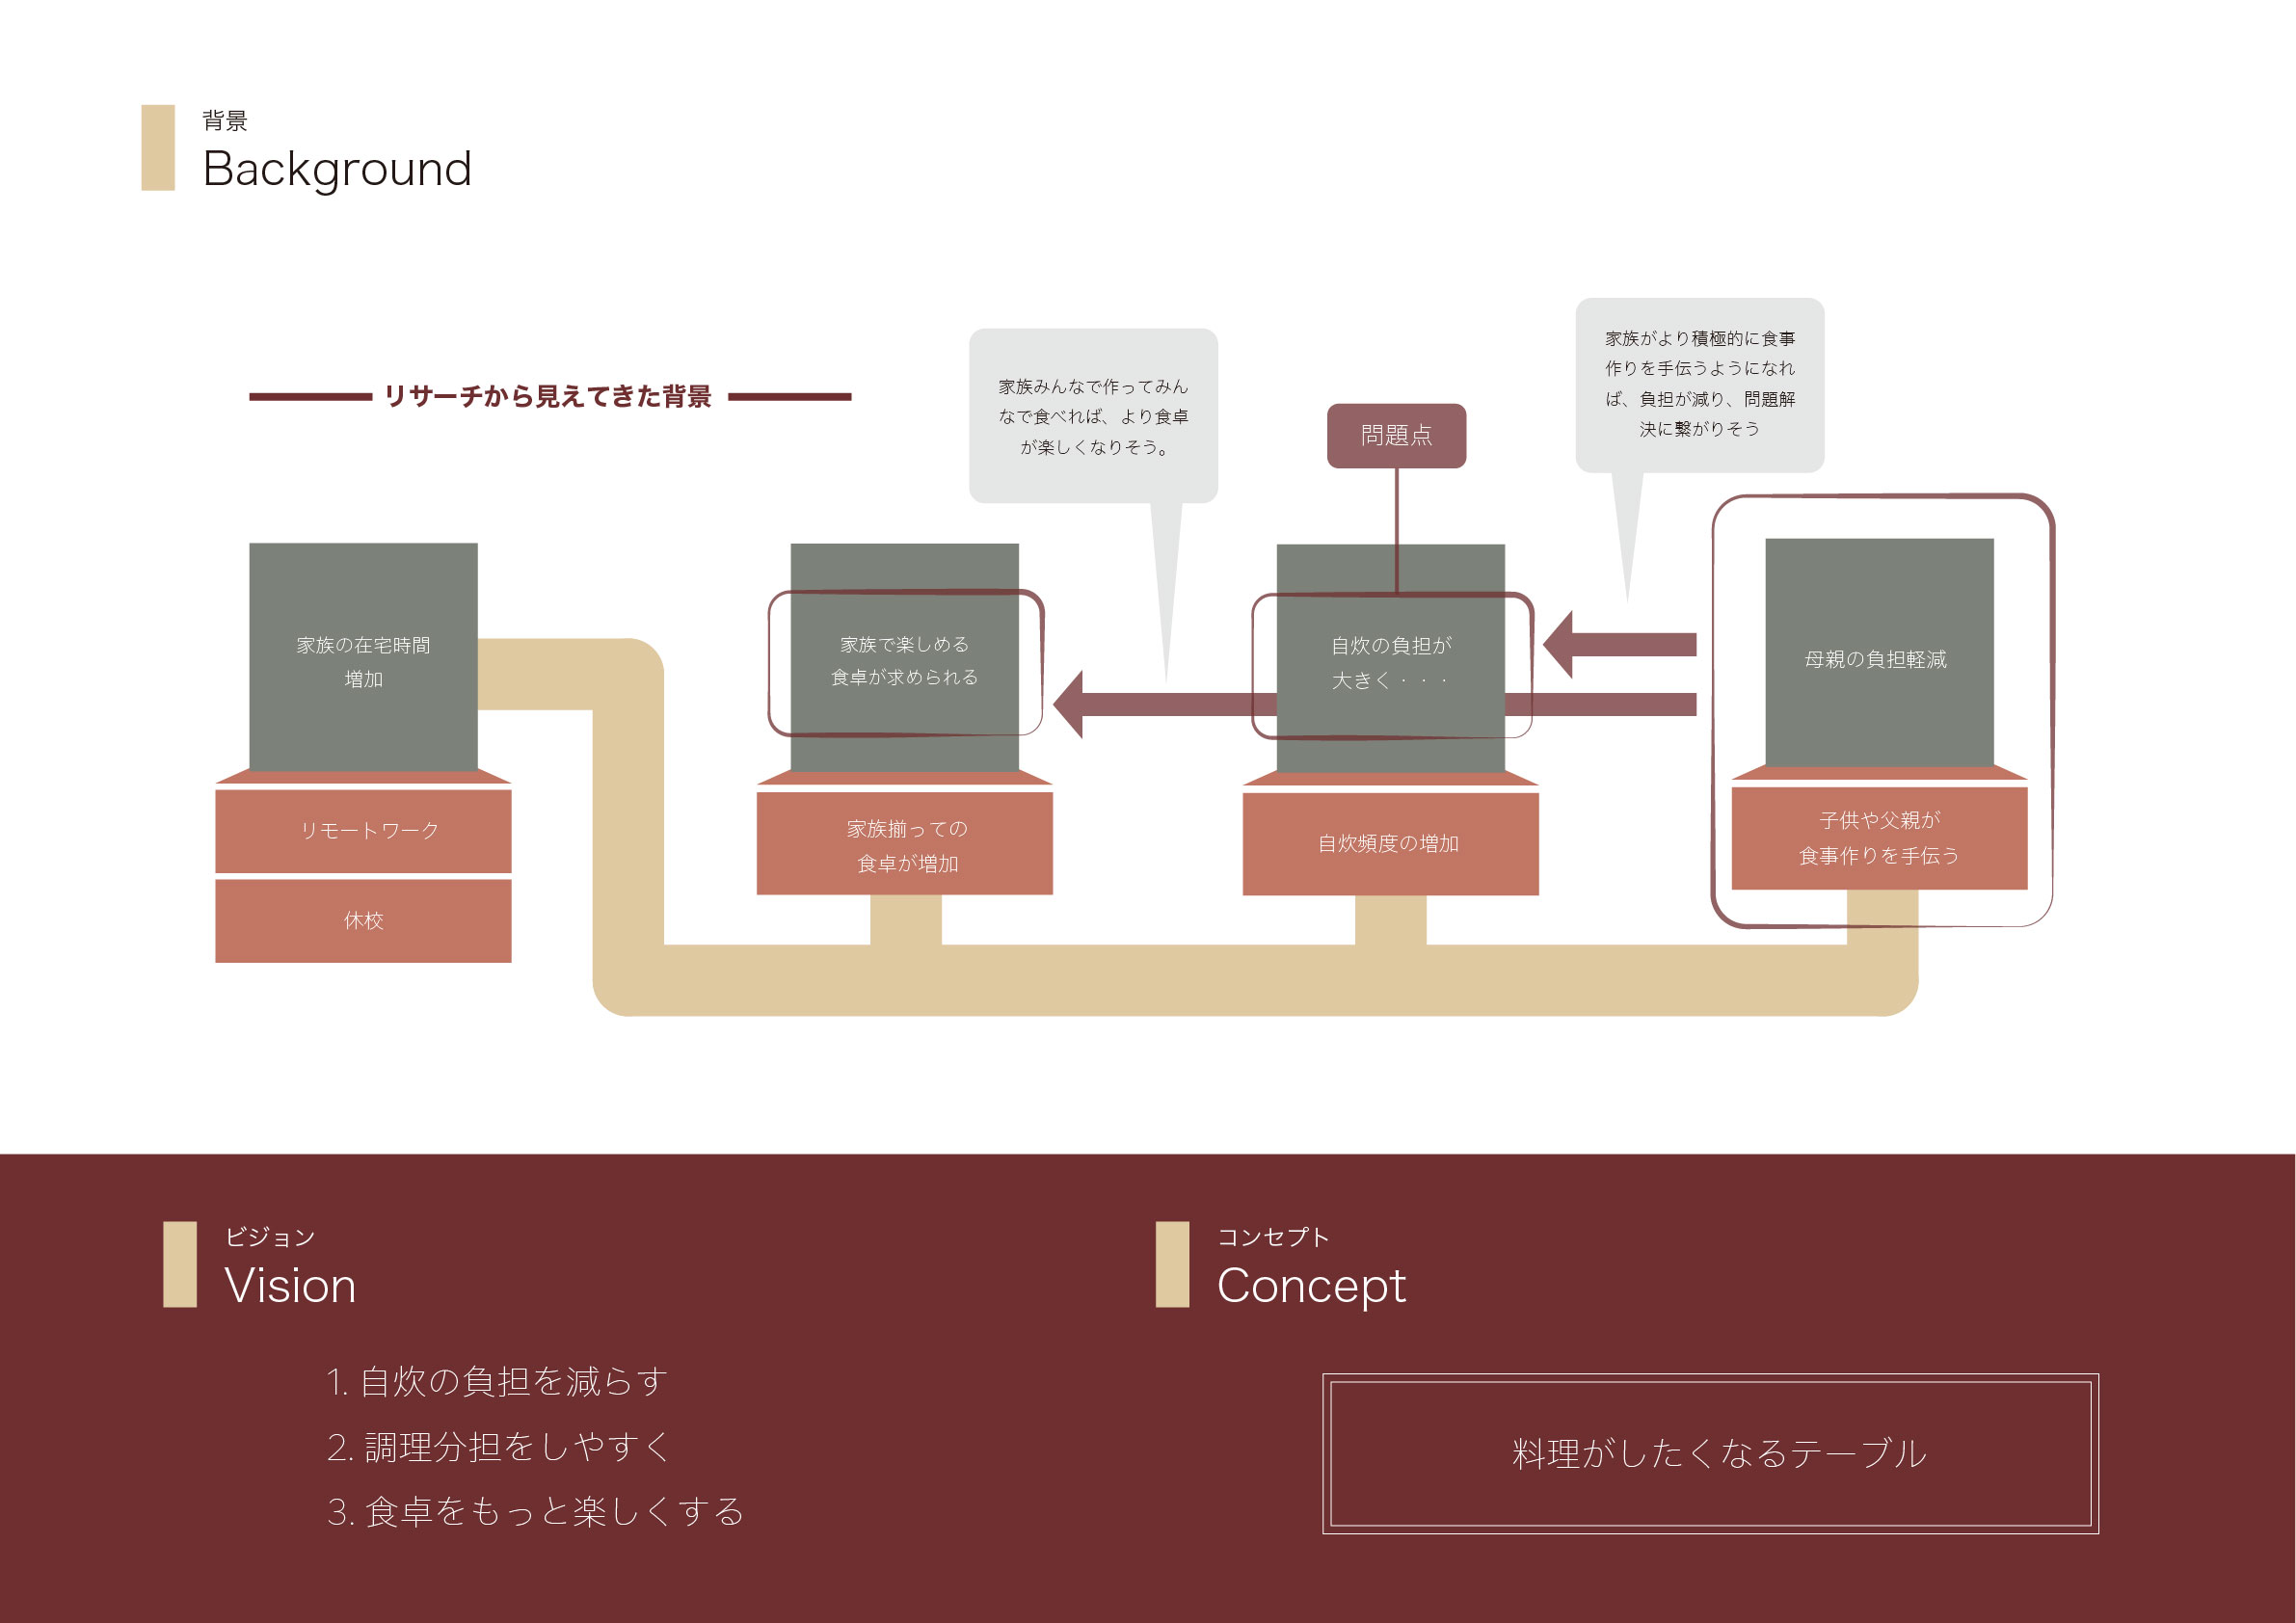 背景
Background
リサーチから見えてきた背景
家族みんなで作ってみん
なで食べれば、より食卓
が楽しくなりそう。
問題点
家族がより積極的に食事
作りを手伝うようになれ
ば、負担が減り、問題解
決に繋がりそう
家族の在宅時間
増加
リモートワーク
休校
家族で楽しめる
食卓が求められる
家族揃っての
食卓が増加
自炊の負担が
大きく・・・
自炊頻度の増加
母親の負担軽減
子供や父親が
食事作りを手伝う
ビジョン
Vision
1. 自炊の負担を減らす
2. 調理分担をしやすく
3. 食卓をもっと楽しくする
コンセプト
Concept
料理がしたくなるテーブル